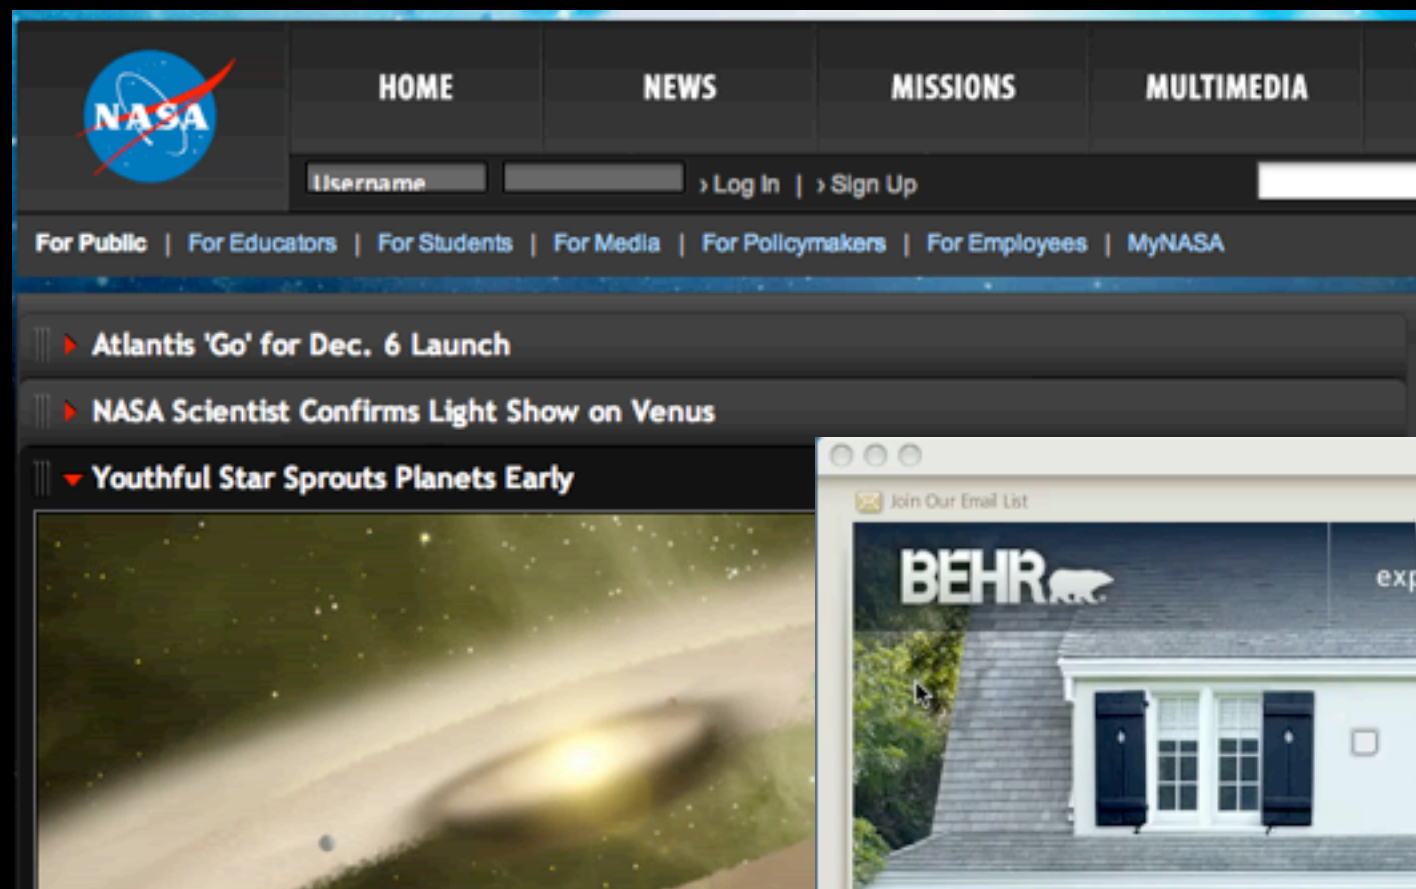 NASA
HOME NEWS MISSIONS MULTIMEDIA
Username › Log In | › Sign Up
For Public | For Educators | For Students | For Media | For Policymakers | For Employees | MyNASA
Atlantis 'Go' for Dec. 6 Launch
NASA Scientist Confirms Light Show on Venus
Youthful Star Sprouts Planets Early
Join Our Email List
BEHR
exp